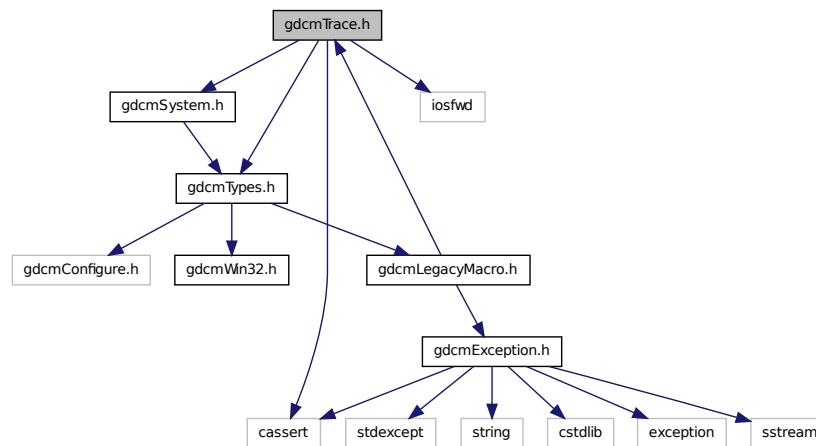 gdcmTrace.h
gdcmSystem.h
iosfwd
gdcmTypes.h
gdcmConfigure.h
gdcmWin32.h
gdcmLegacyMacro.h
gdcmException.h
cassert
stdexcept
string
cstdlib
exception
sstream